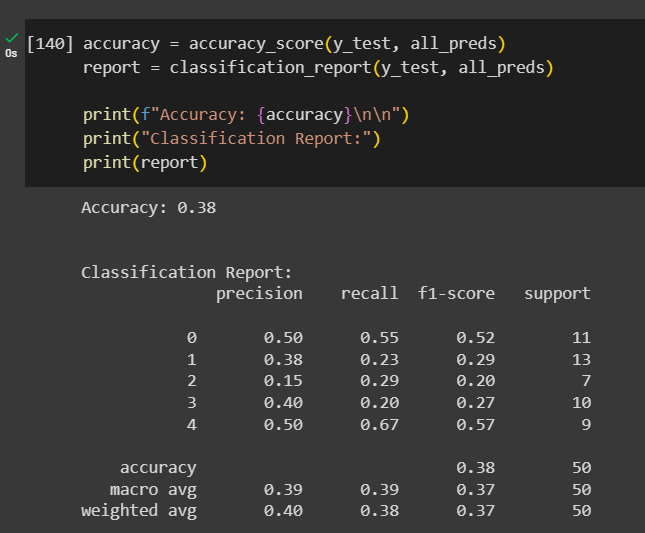 [140] accuracy = accuracy_score(y_test, all_preds)
0s
report = classification_report(y_test, all_preds)
print(f"Accuracy: {accuracy}\n\n")
print("Classification Report:")
print(report)
Accuracy: 0.38
Classification Report:
precision recall f1-score support
0 0.50 0.55 0.52 11
1 0.38 0.23 0.29 13
2 0.15 0.29 0.20 7
3 0.40 0.20 0.27 10
4 0.50 0.67 0.57 9
accuracy 0.38 50
macro avg 0.39 0.39 0.37 50
weighted avg 0.40 0.38 0.37 50